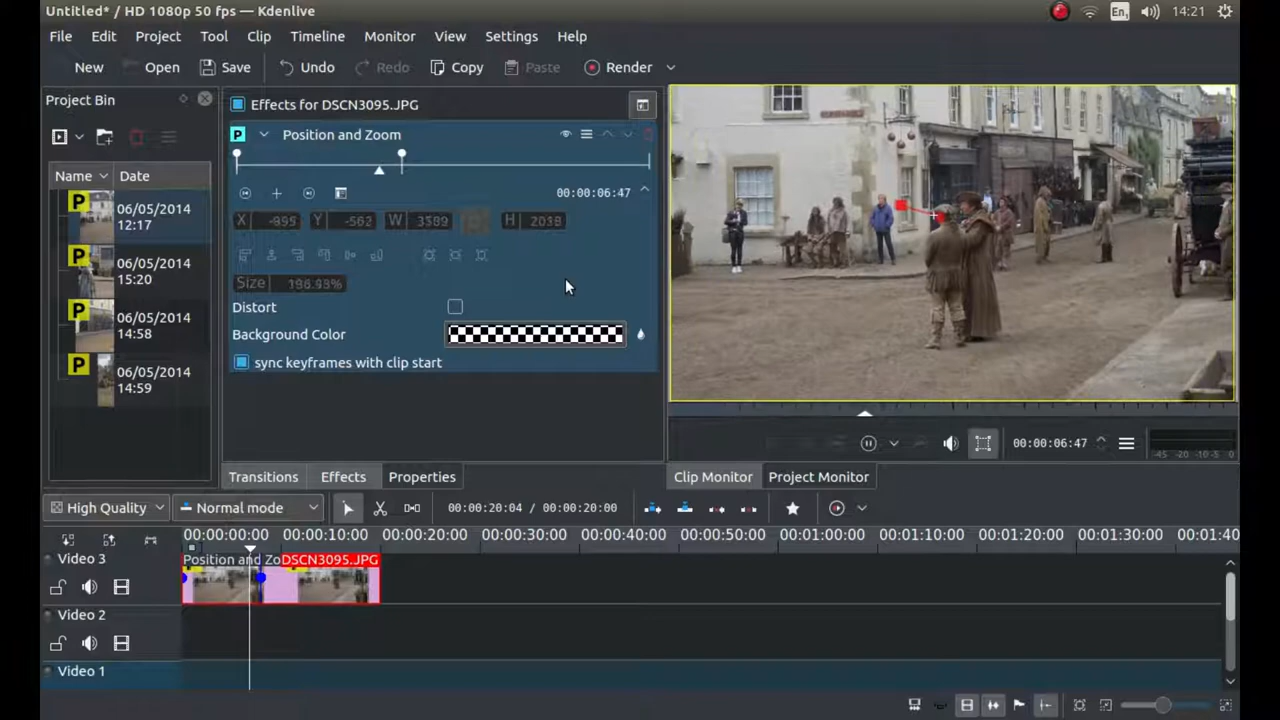 Untitled* / HD 1080p 50 fps — Kdenlive
En1
14:21
File Edit Project Tool Clip Timeline Monitor View Settings Help
New Open Save Undo Redo Copy Paste Render
Project Bin
Name Date
06/05/2014
12:17
06/05/2014
15:20
06/05/2014
14:58
06/05/2014
14:59
P
P
P
P
Effects for DSCN3095.JPG
P Position and Zoom
00:00:06:47
X -895 Y -562 W 3589 H 2038
Size 186.93%
Distort
Background Color
sync keyframes with clip start
Transitions Effects Properties
00:00:06:47
-45 -20 -10 -5 0
Clip Monitor Project Monitor
High Quality Normal mode 00:00:20:04 / 00:00:20:00
00:00:00:00 00:00:10:00 00:00:20:00 00:00:30:00 00:00:40:00 00:00:50:00 00:01:00:00 00:01:10:00 00:01:20:00 00:01:30:00 00:01:40
Video 3
Position and Zo DSCN3095.JPG
Video 2
Video 1